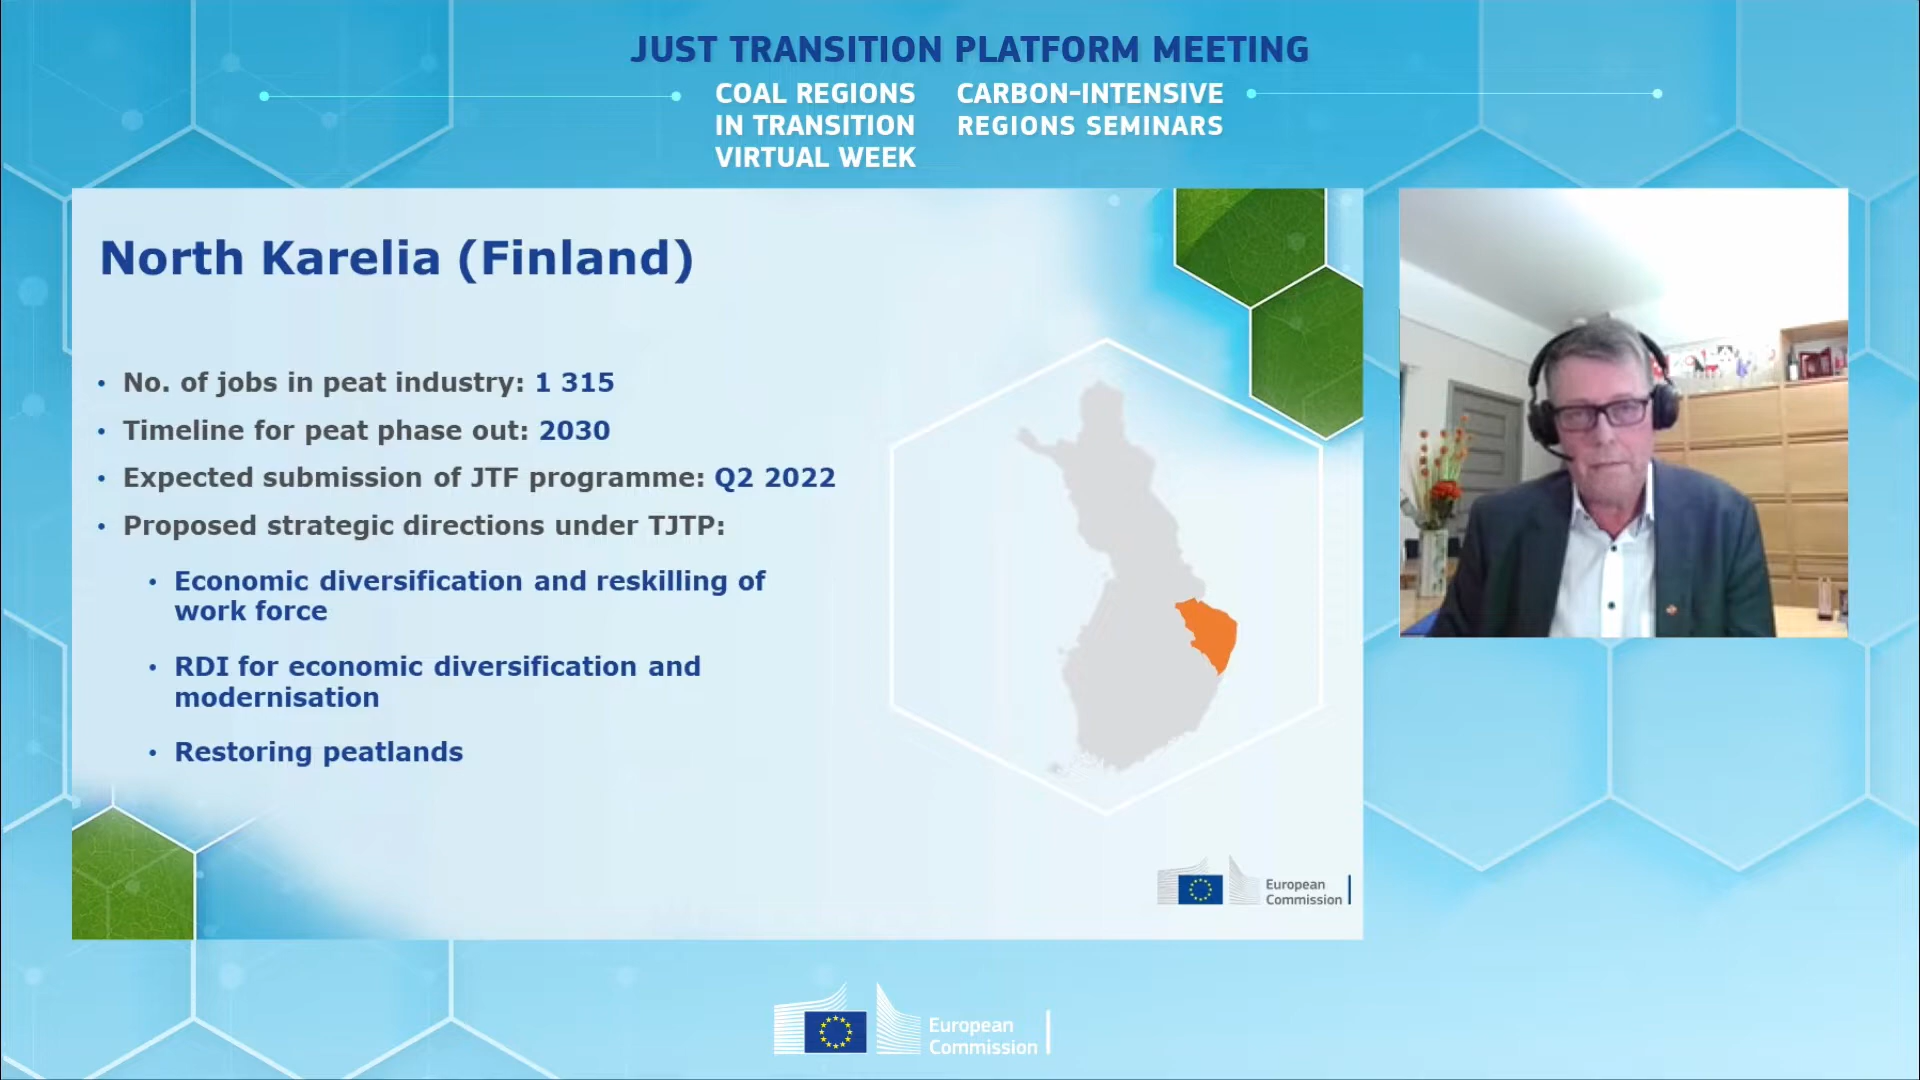 JUST TRANSITION PLATFORM MEETING
COAL REGIONS
IN TRANSITION
VIRTUAL WEEK
CARBON-INTENSIVE
REGIONS SEMINARS
North Karelia (Finland)
• No. of jobs in peat industry: 1 315
• Timeline for peat phase out: 2030
• Expected submission of JTF programme: Q2 2022
• Proposed strategic directions under TJTP:
• Economic diversification and reskilling of
work force
• RDI for economic diversification and
modernisation
• Restoring peatlands
European
Commission
European
Commission